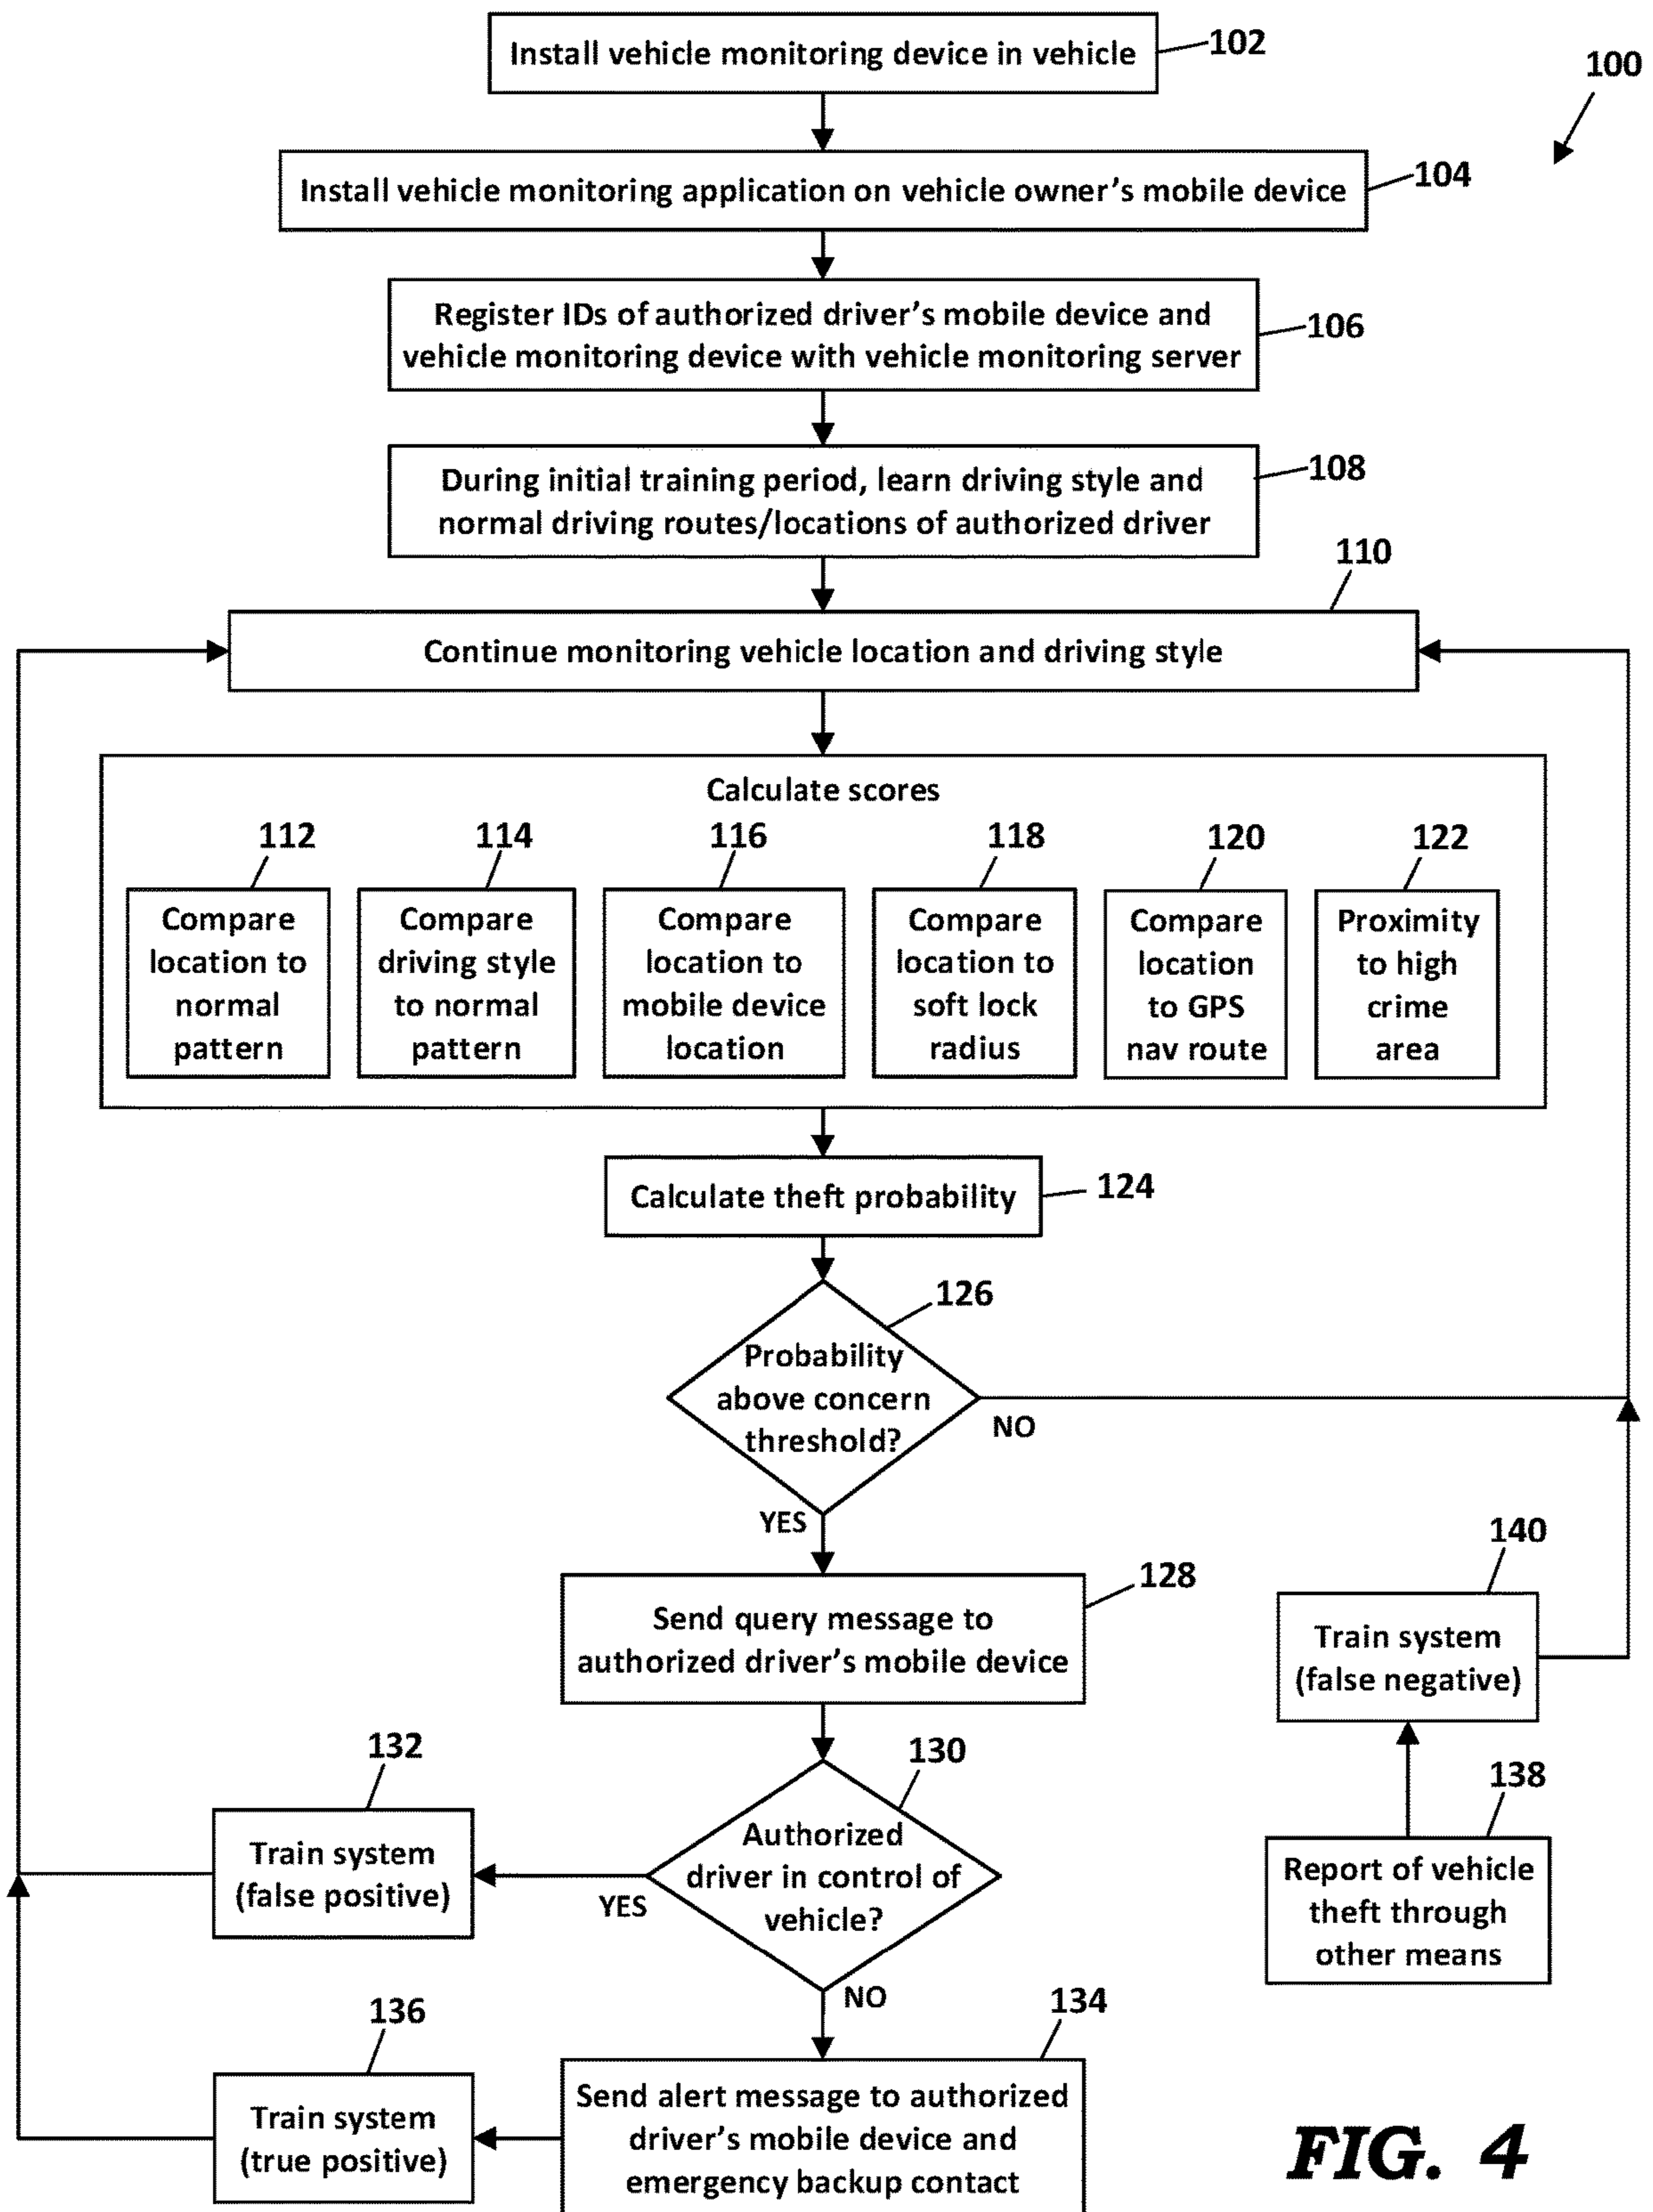 Install vehicle monitoring device in vehicle
102
100
Install vehicle monitoring application on vehicle owner's mobile device
104
Register IDs of authorized driver's mobile device and
vehicle monitoring device with vehicle monitoring server
106
During initial training period, learn driving style and
normal driving routes/locations of authorized driver
108
110
Continue monitoring vehicle location and driving style
Calculate scores
112
Compare
location to
normal
pattern
114
Compare
driving style
to normal
pattern
116
Compare
location to
mobile device
location
118
Compare
location to
soft lock
radius
120
Compare
location
to GPS
nav route
122
Proximity
to high
crime
area
Calculate theft probability
124
126
Probability
above concern
threshold?
NO
YES
128
Send query message to
authorized driver's mobile device
140
Train system
(false negative)
138
Report of vehicle
theft through
other means
130
Authorized
driver in control of
vehicle?
YES
132
Train system
(false positive)
NO
134
Send alert message to authorized
driver's mobile device and
emergency backup contact
136
Train system
(true positive)
FIG. 4